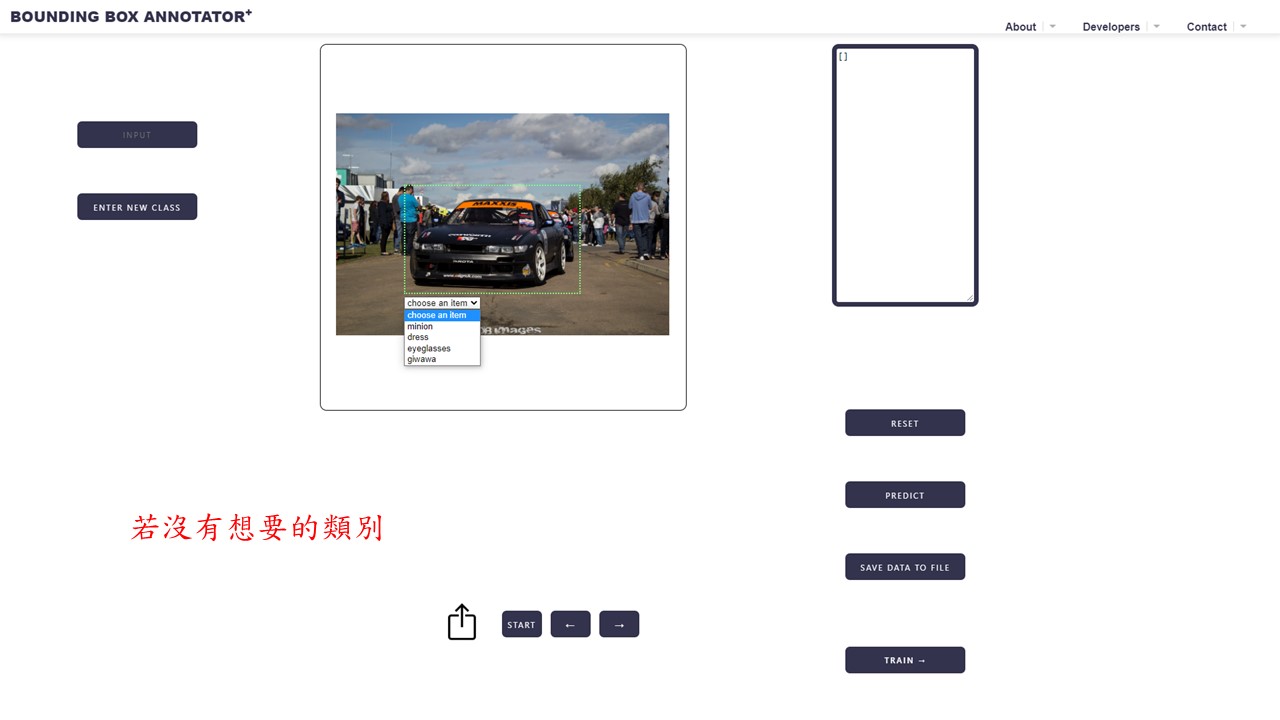 BOUNDING BOX ANNOTATOR+
About
Developers
Contact
INPUT
ENTER NEW CLASS
[]
MAXXIS
choose an item
choose an item
minion
dress
eyeglasses
giwawa
RESET
PREDICT
SAVE DATA TO FILE
若沒有想要的類別
START ← →
TRAIN →